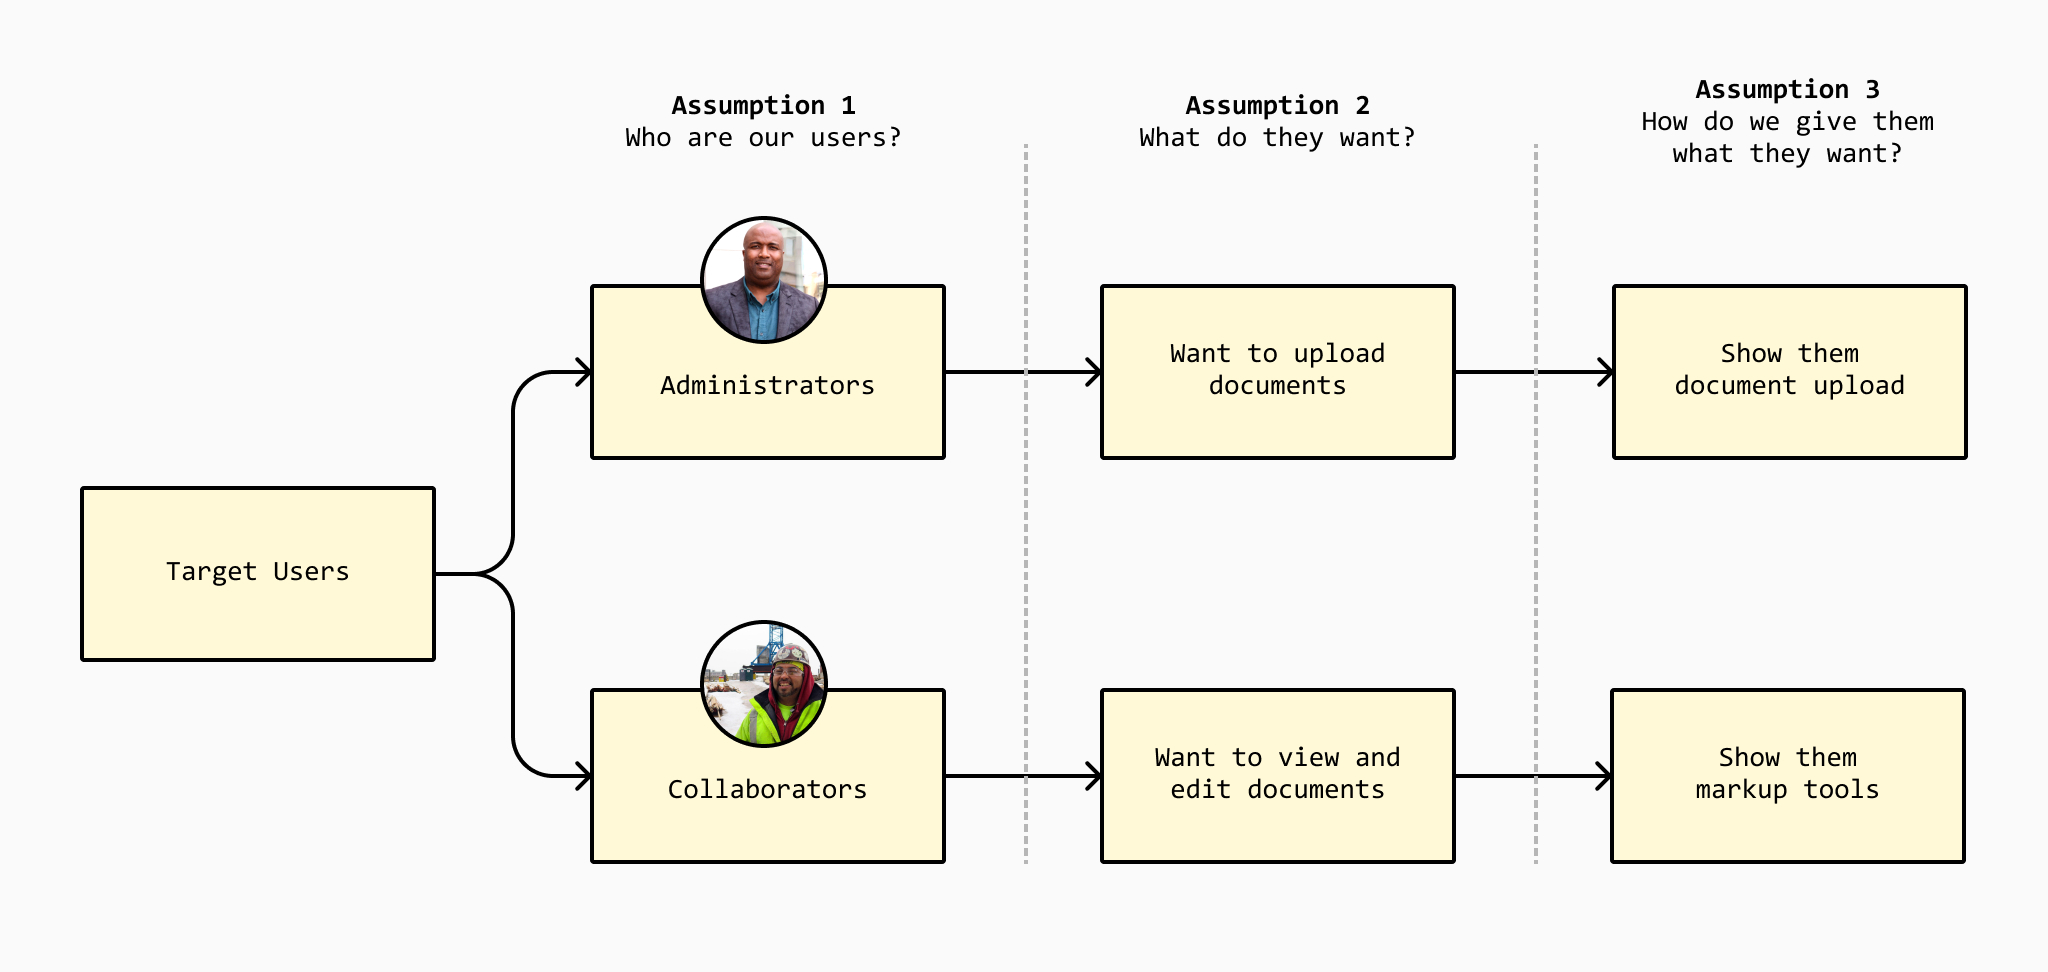 Assumption 1
Who are our users?
Assumption 2
What do they want?
Assumption 3
How do we give them
what they want?
Administrators
Want to upload
documents
Show them
document upload
Target Users
Collaborators
Want to view and
edit documents
Show them
markup tools